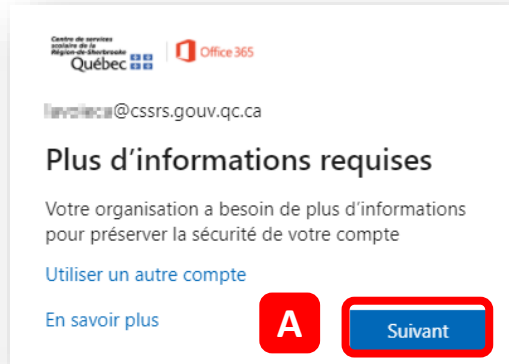 Centre de services
scolaire de la
Région-de-Sherbrooke
Québec
Office 365
@cssrs.gouv.qc.ca
Plus d'informations requises
Votre organisation a besoin de plus d'informations
pour préserver la sécurité de votre compte
Utiliser un autre compte
En savoir plus
A
Suivant